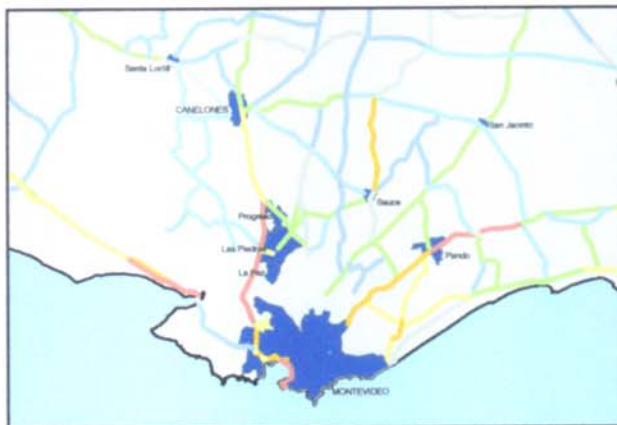 Santa Lucía
CANELONES
San Jacinto
Sauce
Progreso
Las Piedras
Pando
La Paz
MONTEVIDEO